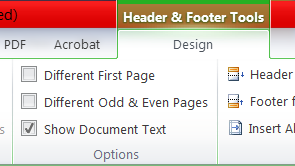 ed) Header & Footer Tools
PDF Acrobat Design
Different First Page
Different Odd & Even Pages
Show Document Text
Options
Header
Footer f
Insert Al
s